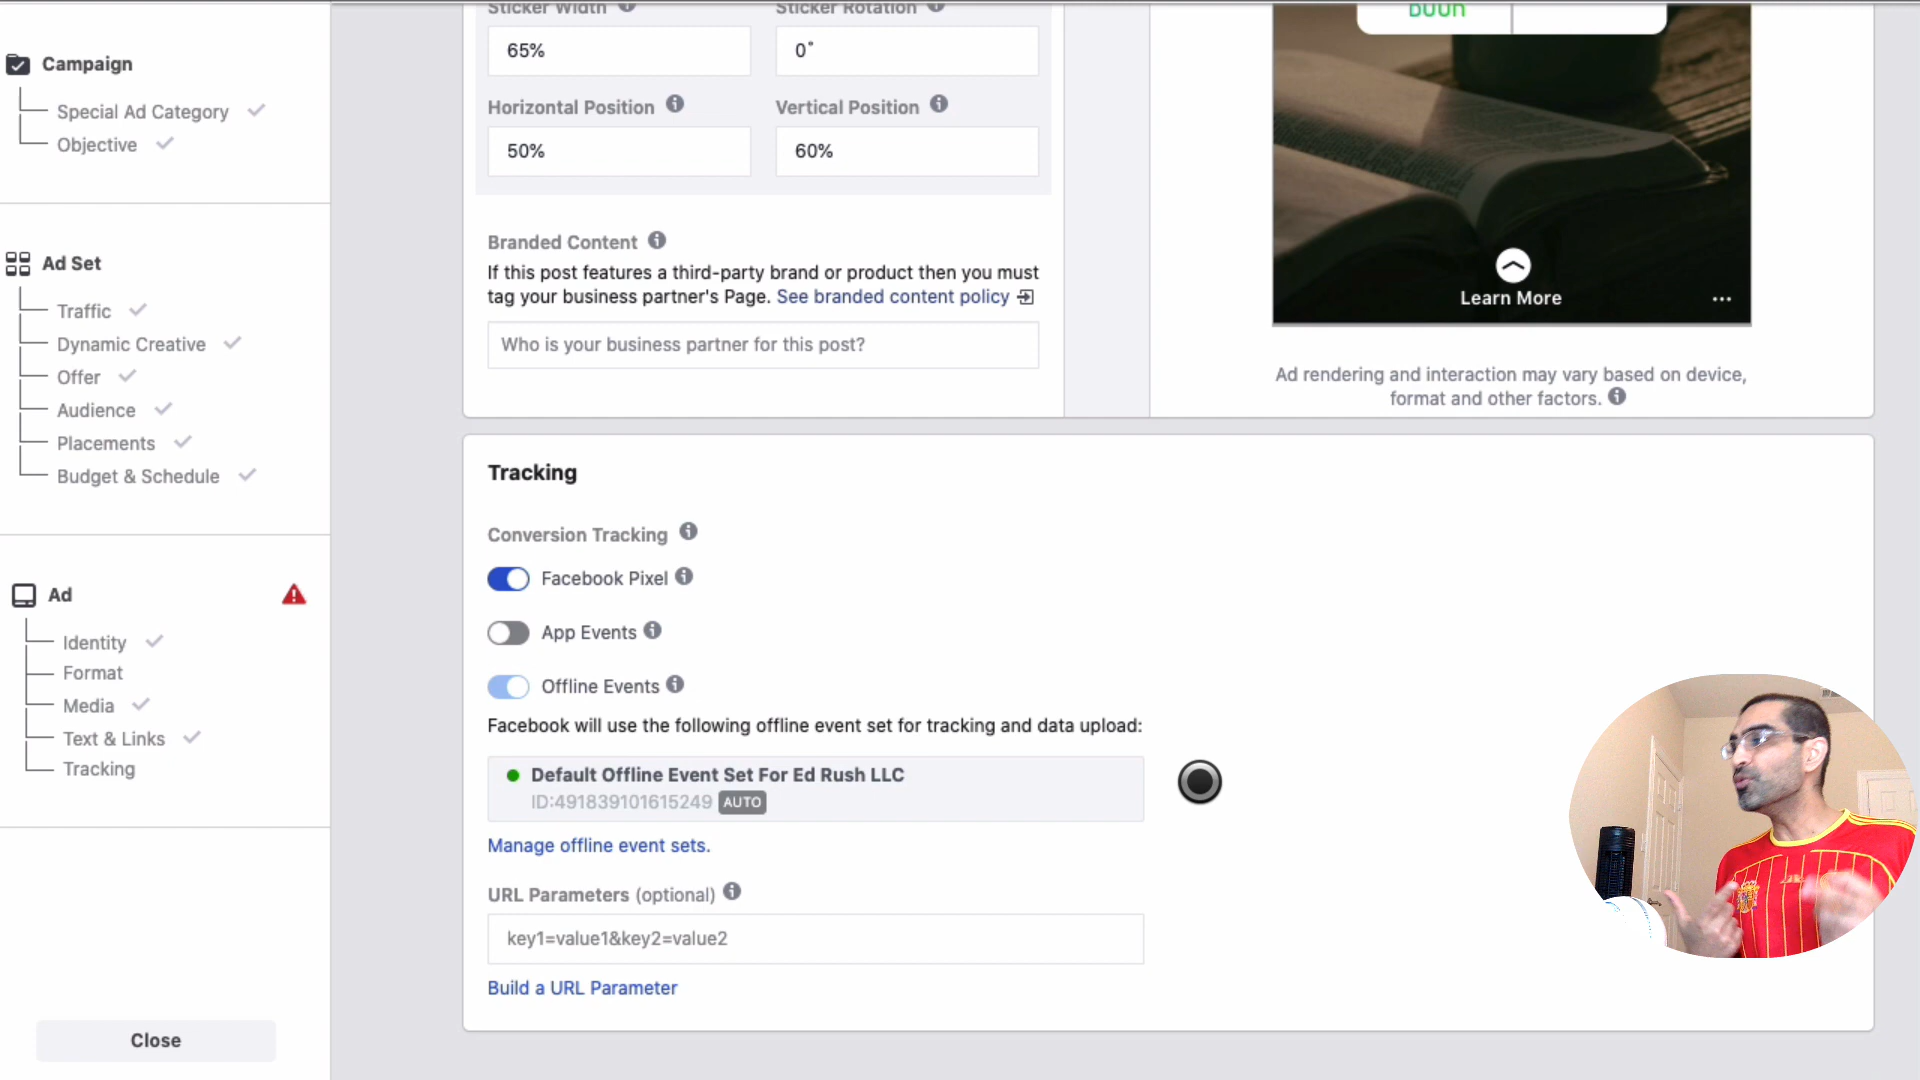 Campaign
Special Ad Category
Objective
Ad Set
Traffic
Dynamic Creative
Offer
Audience
Placements
Budget & Schedule
Ad
Identity
Format
Media
Text & Links
Tracking
Close
Sticker Width
Sticker Rotation
65%
0°
Horizontal Position
Vertical Position
50%
60%
Branded Content
If this post features a third-party brand or product then you must
tag your business partner's Page. See branded content policy
Who is your business partner for this post?
Learn More
Ad rendering and interaction may vary based on device,
format and other factors.
Tracking
Conversion Tracking
Facebook Pixel
App Events
Offline Events
Facebook will use the following offline event set for tracking and data upload:
Default Offline Event Set For Ed Rush LLC
ID:491839101615249 AUTO
Manage offline event sets.
URL Parameters (optional)
key1=value1&key2=value2
Build a URL Parameter